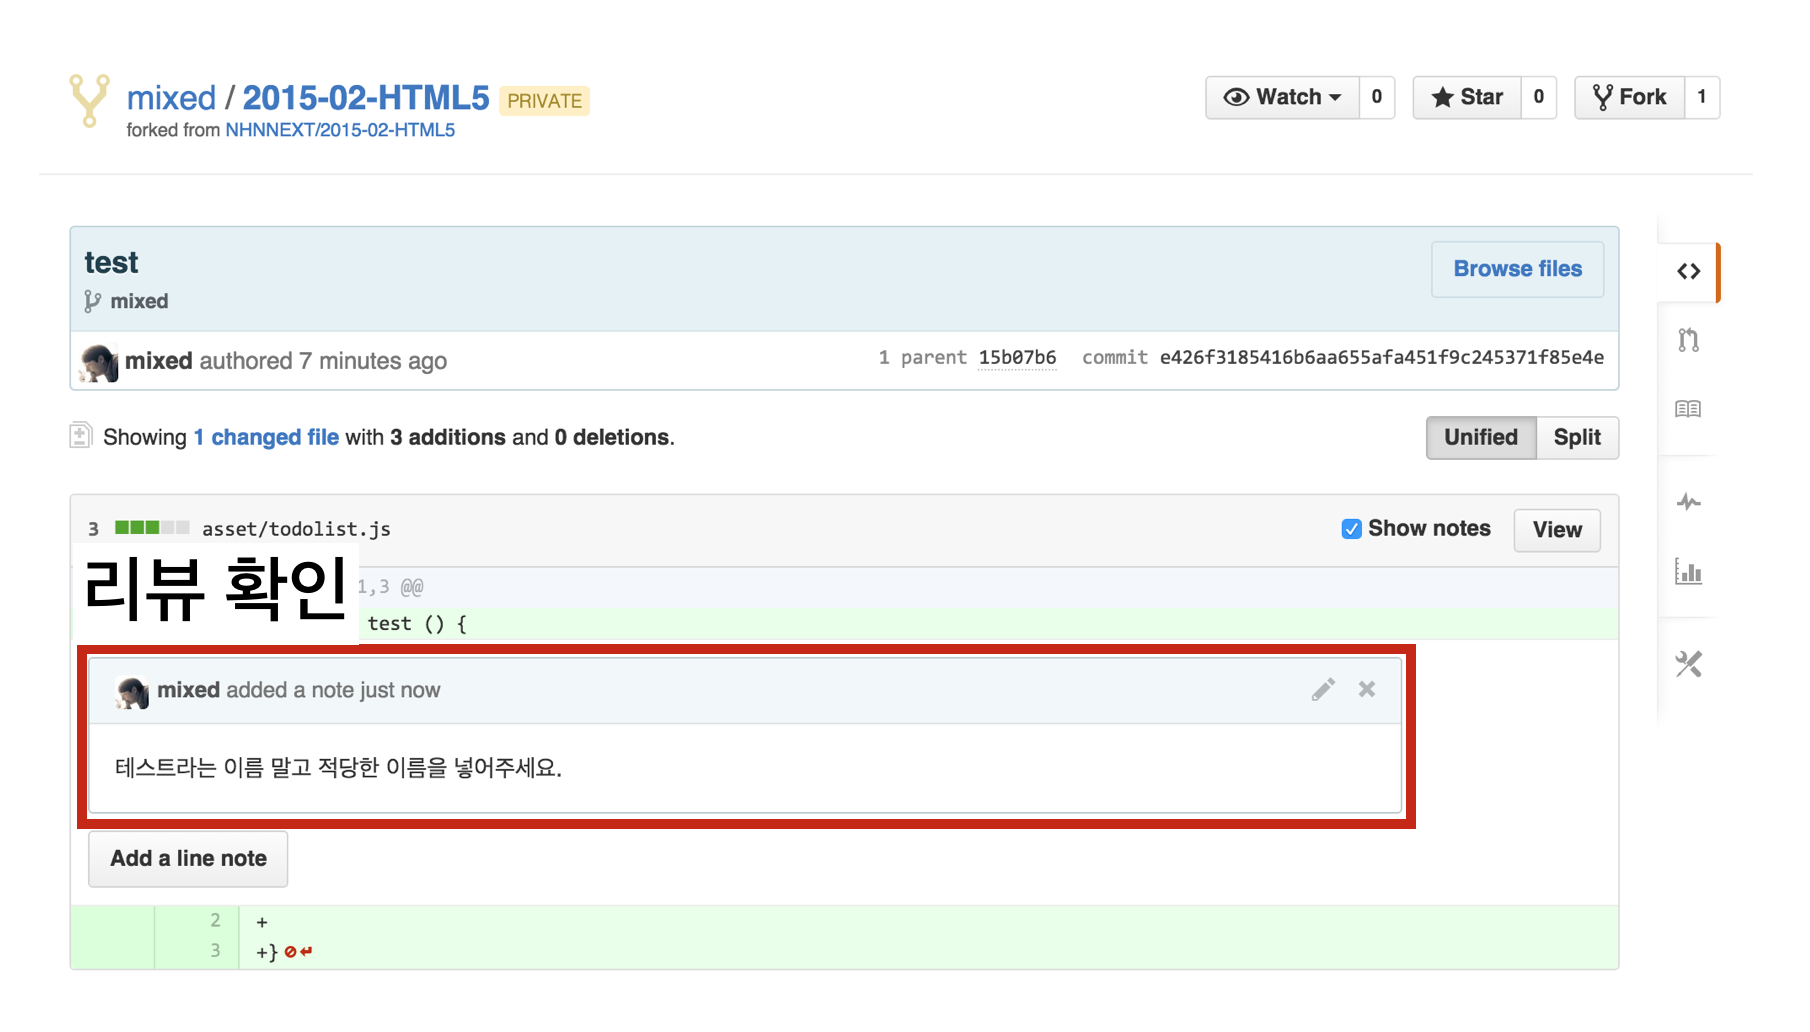 mixed / 2015-02-HTML5 PRIVATE
forked from NHNNEXT/2015-02-HTML5
Watch 0 Star 0 Fork 1
test
Browse files
mixed
mixed authored 7 minutes ago
1 parent 15b07b6 commit e426f3185416b6aa655afa451f9c245371f85e4e
Showing 1 changed file with 3 additions and 0 deletions.
Unified Split
3 asset/todolist.js
Show notes View
리뷰 확인
1,3 @@
test () {
mixed added a note just now
테스트라는 이름 말고 적당한 이름을 넣어주세요.
Add a line note
2 +
3 +}